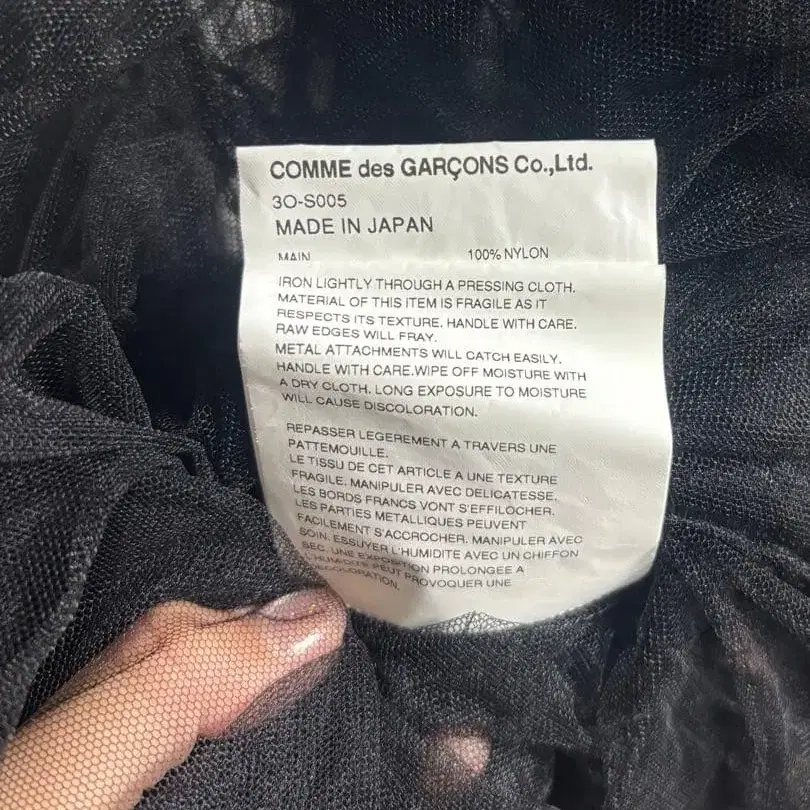 COMME des GARÇONS Co.,Ltd.
3O-S005
MADE IN JAPAN
MAIN 100% NYLON
IRON LIGHTLY THROUGH A PRESSING CLOTH.
MATERIAL OF THIS ITEM IS FRAGILE AS IT
RESPECTS ITS TEXTURE. HANDLE WITH CARE.
RAW EDGES WILL FRAY.
METAL ATTACHMENTS WILL CATCH EASILY.
HANDLE WITH CARE.WIPE OFF MOISTURE WITH
A DRY CLOTH. LONG EXPOSURE TO MOISTURE
WILL CAUSE DISCOLORATION.
REPASSER LEGEREMENT A TRAVERS UNE
PATTEMOUILLE.
LE TISSU DE CET ARTICLE A UNE TEXTURE
FRAGILE. MANIPULER AVEC DELICATESSE.
LES BORDS FRANCS VONT S'EFFILOCHER.
LES PARTIES METALLIQUES PEUVENT
FACILEMENT S'ACCROCHER. MANIPULER AVEC
SOIN. ESSUYER L'HUMIDITE AVEC UN CHIFFON
SEC. UNE EXPOSITION PROLONGEE A
L'HUMIDITE PEUT PROVOQUER UNE
DECOLORATION.